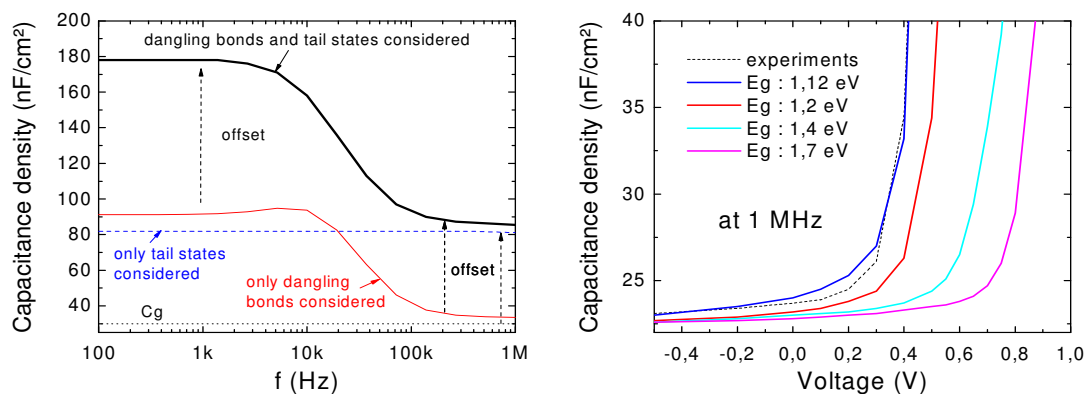 200
180
160
140
120
100
80
60
40
Capacitance density (nF/cm²)
dangling bonds and tail states considered
offset
only tail states
considered
only dangling
bonds considered
offset
Cg
100
1k
10k
100k
1M
f (Hz)
40
35
30
25
Capacitance density (nF/cm²)
experiments
Eg : 1,12 eV
Eg : 1,2 eV
Eg : 1,4 eV
Eg : 1,7 eV
at 1 MHz
-0,4
-0,2
0,0
0,2
0,4
0,6
0,8
1,0
Voltage (V)